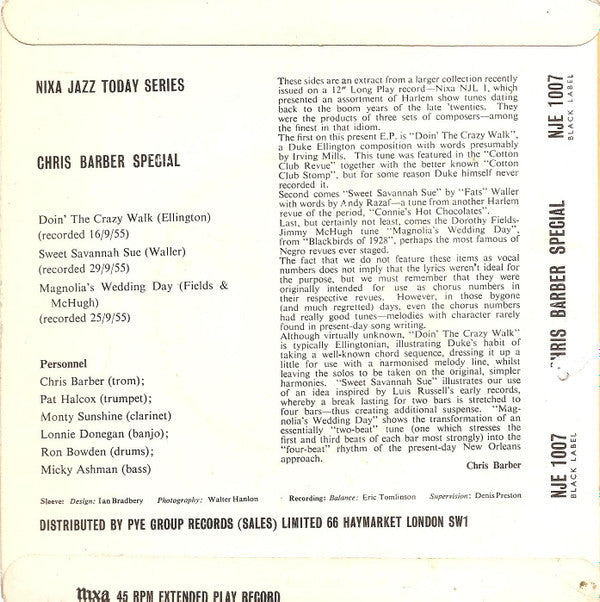 NIXA JAZZ TODAY SERIES
CHRIS BARBER SPECIAL
Doin' The Crazy Walk (Ellington)
(recorded 16/9/55)
Sweet Savannah Sue (Waller)
(recorded 29/9/55)
Magnolia's Wedding Day (Fields &
McHugh)
(recorded 25/9/55)
Personnel
Chris Barber (trom);
Pat Halcox (trumpet);
Monty Sunshine (clarinet)
Lonnie Donegan (banjo);
Ron Bowden (drums);
Micky Ashman (bass)
These sides are an extract from a larger collection recently
issued on a 12" Long Play record—Nixa NJL 1, which
presented an assortment of Harlem show tunes dating
back to the boom years of the late 'twenties. They
were the products of three sets of composers—among
the finest in that idiom.
The first on this present E.P. is "Doin' The Crazy Walk",
a Duke Ellington composition with words presumably
by Irving Mills. This tune was featured in the "Cotton
Club Revue" together with the better known "Cotton
Club Stomp", but for some reason Duke himself never
recorded it.
Second comes "Sweet Savannah Sue" by "Fats" Waller
with words by Andy Razaf—a tune from another Harlem
revue of the period, "Connie's Hot Chocolates".
Last, but certainly not least, comes the Dorothy Fields-
Jimmy McHugh tune "Magnolia's Wedding Day",
from "Blackbirds of 1928", perhaps the most famous of
Negro revues ever staged.
The fact that we do not feature these items as vocal
numbers does not imply that the lyrics weren't ideal for
the purpose, but we must remember that they were
originally intended for use as chorus numbers in
their respective revues. However, in those bygone
(and much regretted) days, even the chorus numbers
had really good tunes—melodies with character rarely
found in present-day song writing.
Although virtually unknown, "Doin' The Crazy Walk"
is typically Ellingtonian, illustrating Duke's habit of
taking a well-known chord sequence, dressing it up a
little for use with a harmonised melody line, whilst
leaving the solos to be taken on the original, simpler
harmonies. "Sweet Savannah Sue" illustrates our use
of an idea inspired by Luis Russell's early records,
whereby a break lasting for two bars is stretched to
four bars—thus creating additional suspense. "Mag-
nolia's Wedding Day" shows the transformation of an
essentially "two-beat" tune (one which stresses the
first and third beats of each bar most strongly) into the
"four-beat" rhythm of the present-day New Orleans
approach.
Chris Barber
Sleeve: Design: Ian Bradbery Photography: Walter Hanlon · Recording: Balance: Eric Tomlinson Supervision: Denis Preston
DISTRIBUTED BY PYE GROUP RECORDS (SALES) LIMITED 66 HAYMARKET LONDON SW1
nixa 45 RPM EXTENDED PLAY RECORD
NJE 1007
BLACK LABEL
CHRIS BARBER SPECIAL
NJE 1007
BLACK LABEL